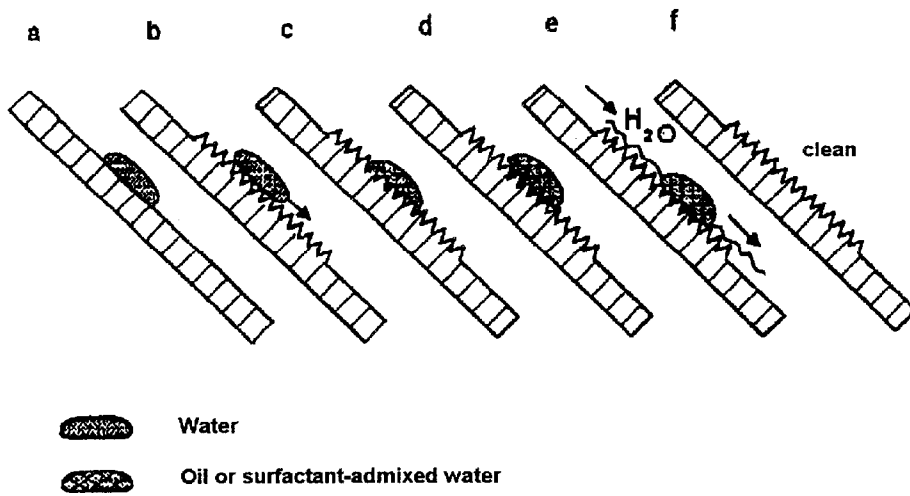 a b c d e f
H₂O
clean
Water
Oil or surfactant-admixed water